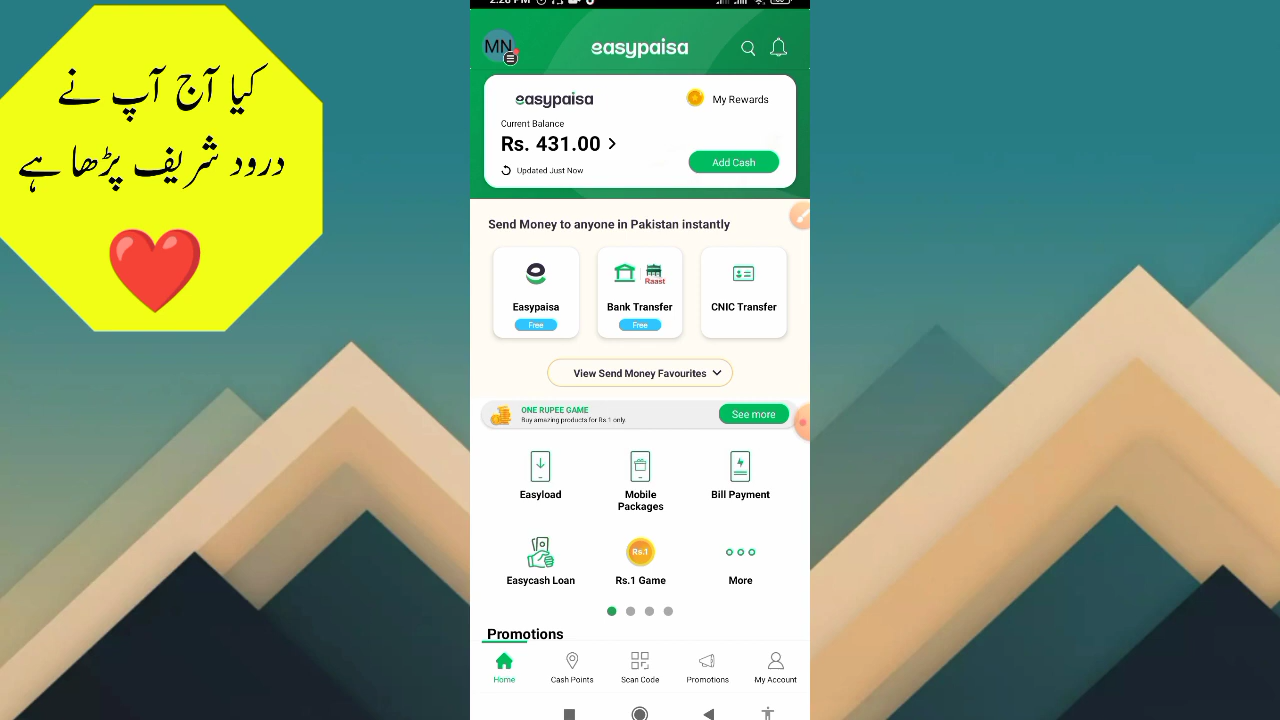 کیا آج آپ نے
درود شریف پڑھا ہے
2:28 PM
MN
easypaisa
easypaisa
My Rewards
Current Balance
Rs. 431.00
Add Cash
Updated Just Now
Send Money to anyone in Pakistan instantly
Raast
Easypaisa
Bank Transfer
CNIC Transfer
Free
Free
View Send Money Favourites
ONE RUPEE GAME
Buy amazing products for Rs 1 only
See more
Easyload
Mobile
Packages
Bill Payment
Rs.1
Easycash Loan
Rs.1 Game
More
Promotions
Home
Cash Points
Scan Code
Promotions
My Account